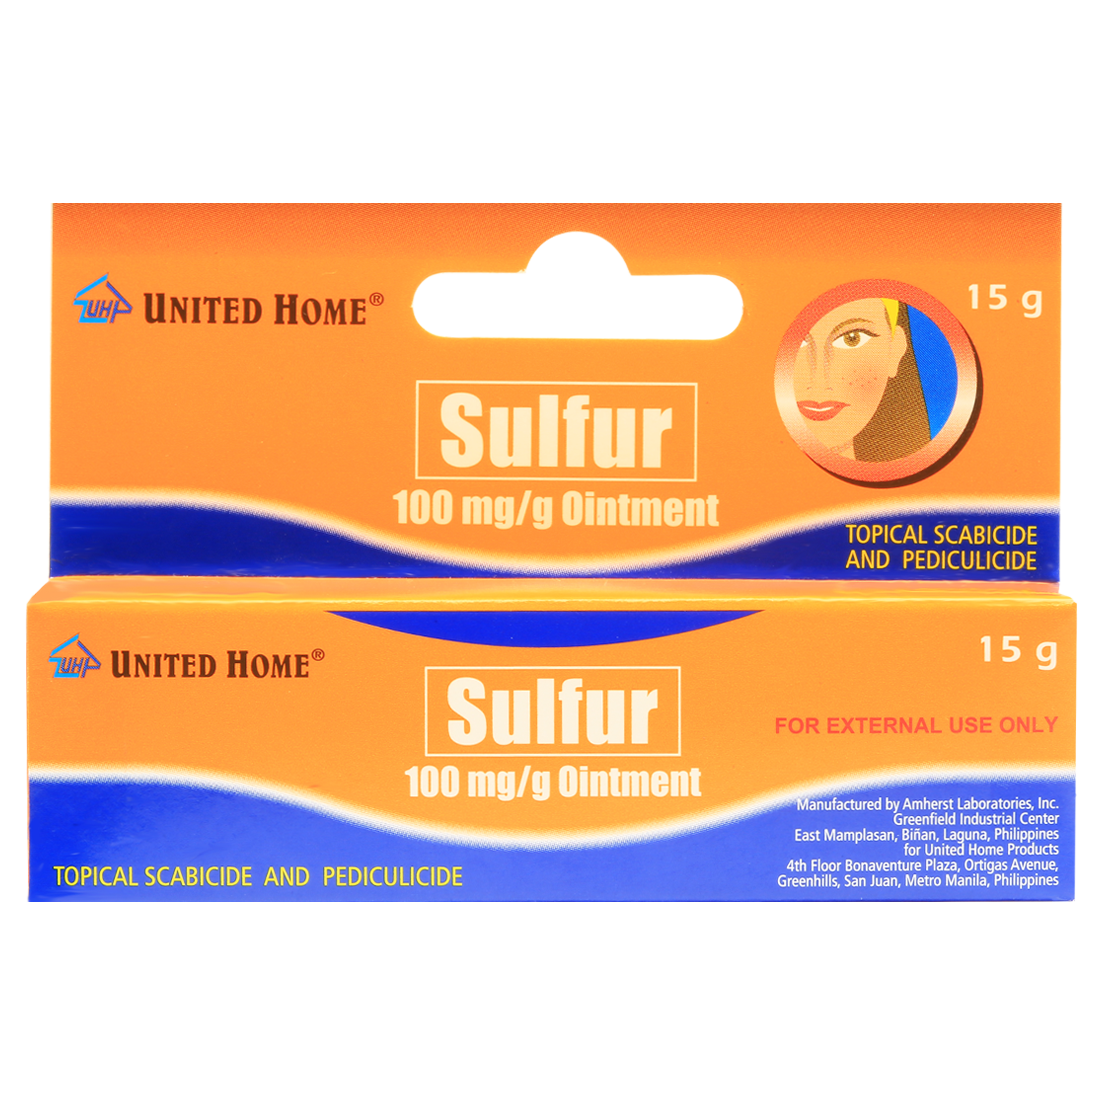 UHP UNITED HOME®
15 g
Sulfur
100 mg/g Ointment
TOPICAL SCABICIDE
AND PEDICULICIDE
UHP UNITED HOME®
15 g
Sulfur
100 mg/g Ointment
FOR EXTERNAL USE ONLY
Manufactured by Amherst Laboratories, Inc.
Greenfield Industrial Center
East Mamplasan, Biñan, Laguna, Philippines
for United Home Products
4th Floor Bonaventure Plaza, Ortigas Avenue,
Greenhills, San Juan, Metro Manila, Philippines
TOPICAL SCABICIDE AND PEDICULICIDE